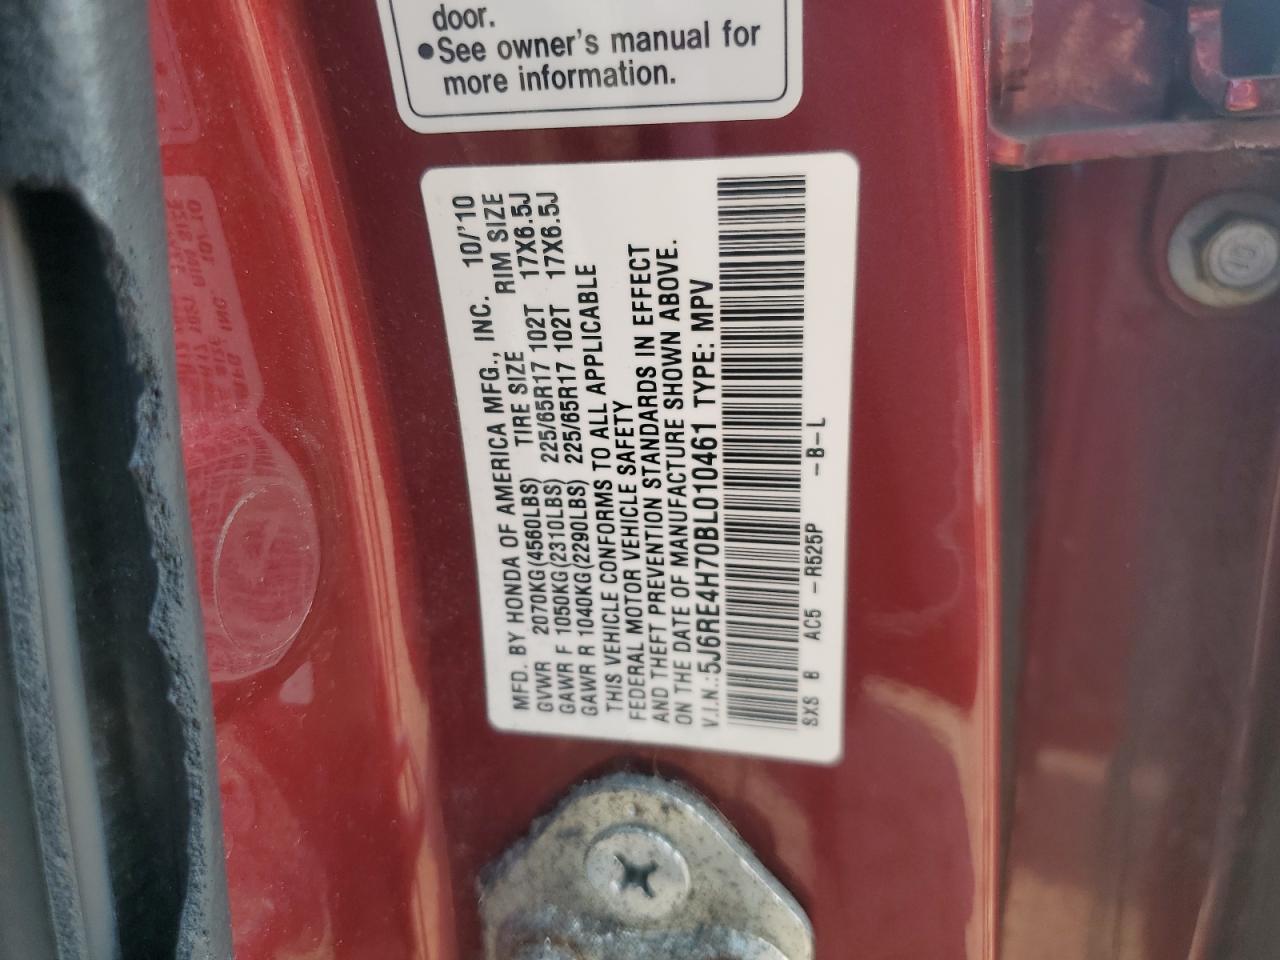 door.
●See owner's manual for
more information.
MFD. BY HONDA OF AMERICA MFG., INC. 10/'10
TIRE SIZE RIM SIZE
GVWR 2070KG(4560LBS)
GAWR F 1050KG(2310LBS) 225/65R17 102T 17X6.5J
GAWR R 1040KG(2290LBS) 225/65R17 102T 17X6.5J
THIS VEHICLE CONFORMS TO ALL APPLICABLE
FEDERAL MOTOR VEHICLE SAFETY
AND THEFT PREVENTION STANDARDS IN EFFECT
ON THE DATE OF MANUFACTURE SHOWN ABOVE.
V.I.N.:5J6RE4H70BL010461 TYPE: MPV
SXS B AC5 -R525P -B-L
10